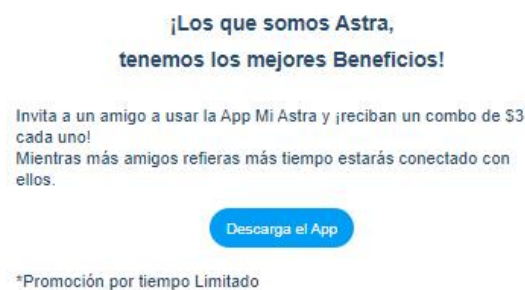 ¡Los que somos Astra,
tenemos los mejores Beneficios!
Invita a un amigo a usar la App Mi Astra y ¡reciban un combo de $3
cada uno!
Mientras más amigos refieras más tiempo estarás conectado con
ellos.
Descarga el App
*Promoción por tiempo Limitado